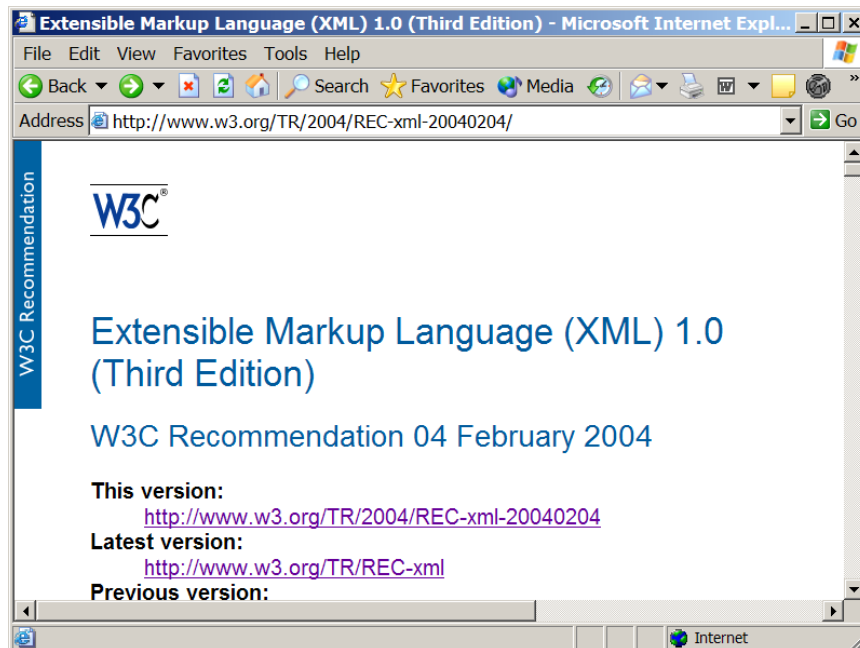 Extensible Markup Language (XML) 1.0 (Third Edition) - Microsoft Internet Expl...
File Edit View Favorites Tools Help
Back Search Favorites Media »
Address http://www.w3.org/TR/2004/REC-xml-20040204/ Go
W3C Recommendation
W3C®
Extensible Markup Language (XML) 1.0
(Third Edition)
W3C Recommendation 04 February 2004
This version:
http://www.w3.org/TR/2004/REC-xml-20040204
Latest version:
http://www.w3.org/TR/REC-xml
Previous version:
Internet